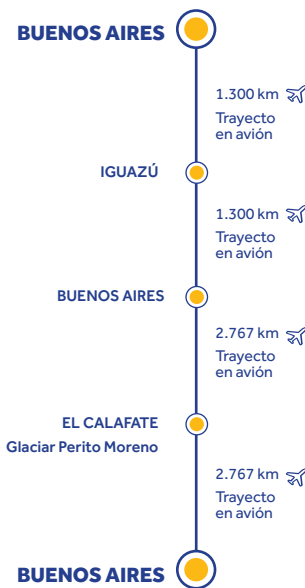 BUENOS AIRES
1.300 km
Trayecto
en avión
IGUAZÚ
1.300 km
Trayecto
en avión
BUENOS AIRES
2.767 km
Trayecto
en avión
EL CALAFATE
Glaciar Perito Moreno
2.767 km
Trayecto
en avión
BUENOS AIRES